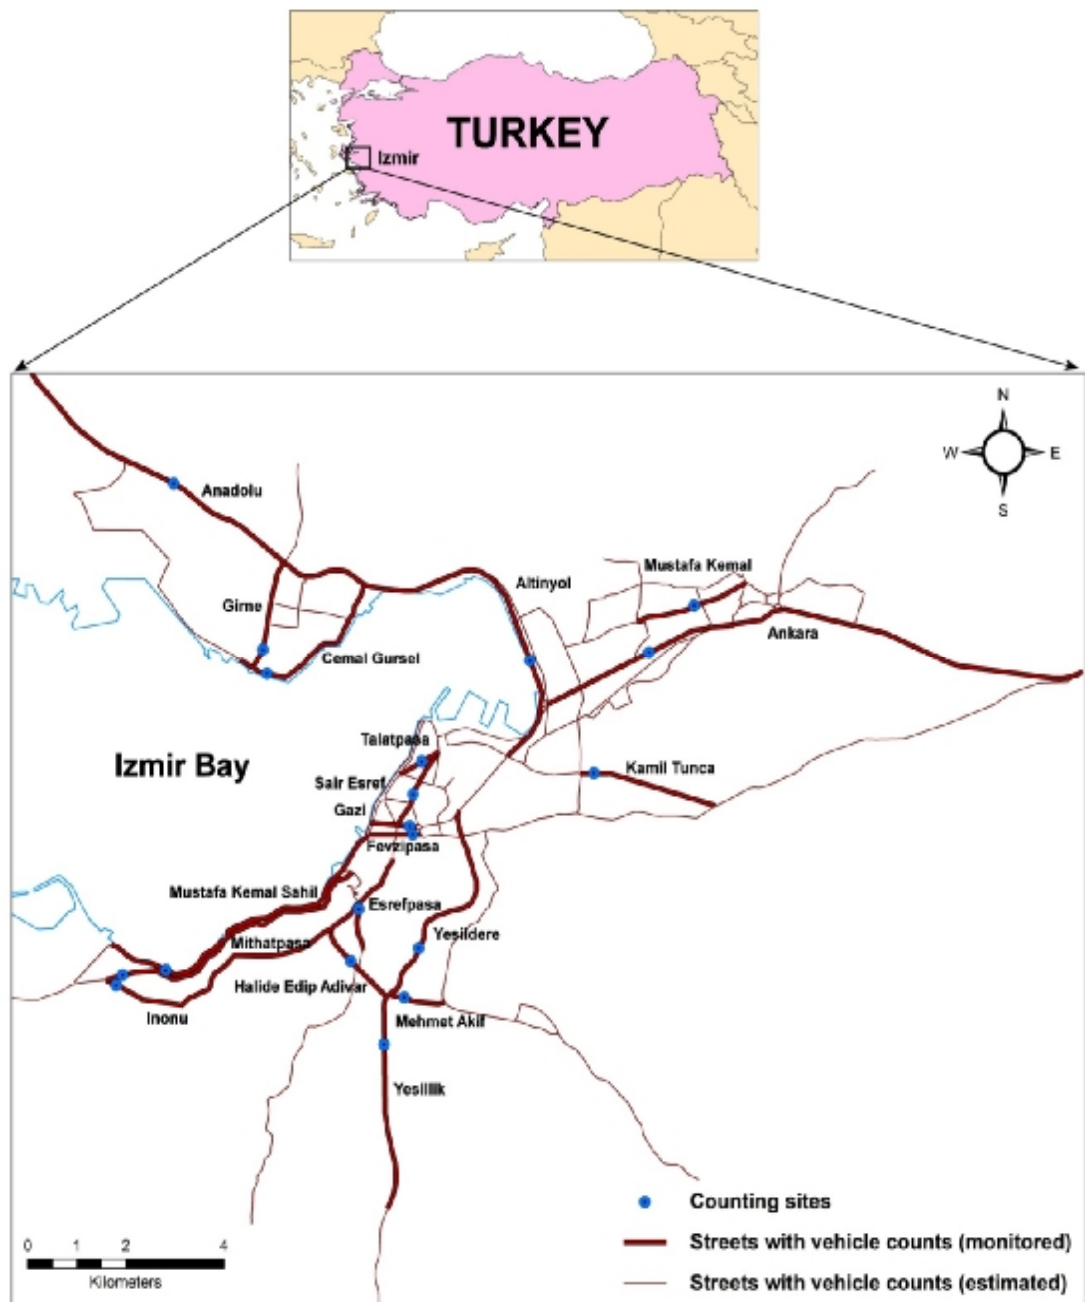 TURKEY
Izmir
N
W
E
S
Anadolu
Mustafa Kemal
Altinyol
Girne
Ankara
Cemal Gursel
Talatpasa
Izmir Bay
Kamil Tunca
Sair Esref
Gazi
Fevzipasa
Mustafa Kemal Sahil
Esrefpasa
Yesildere
Mithatpasa
Halide Edip Adivar
Inonu
Mehmet Akif
Yesillik
Counting sites
0 1 2 4
Streets with vehicle counts (monitored)
Kilometers
Streets with vehicle counts (estimated)